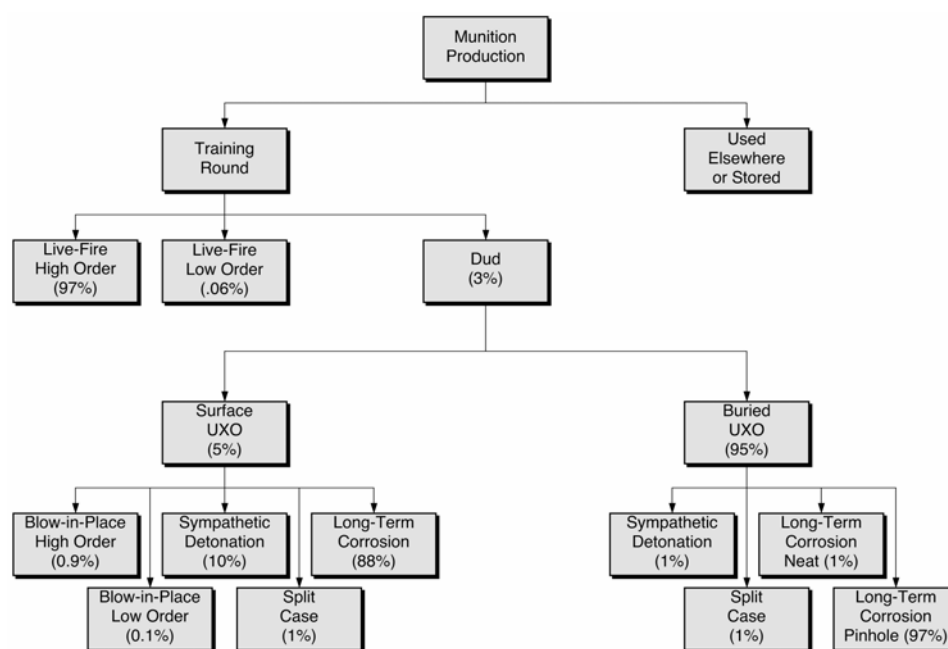 Munition
Production
Training
Round
Used
Elsewhere
or Stored
Live-Fire
High Order
(97%)
Live-Fire
Low Order
(.06%)
Dud
(3%)
Surface
UXO
(5%)
Buried
UXO
(95%)
Blow-in-Place
High Order
(0.9%)
Sympathetic
Detonation
(10%)
Long-Term
Corrosion
(88%)
Sympathetic
Detonation
(1%)
Long-Term
Corrosion
Neat (1%)
Blow-in-Place
Low Order
(0.1%)
Split
Case
(1%)
Split
Case
(1%)
Long-Term
Corrosion
Pinhole (97%)